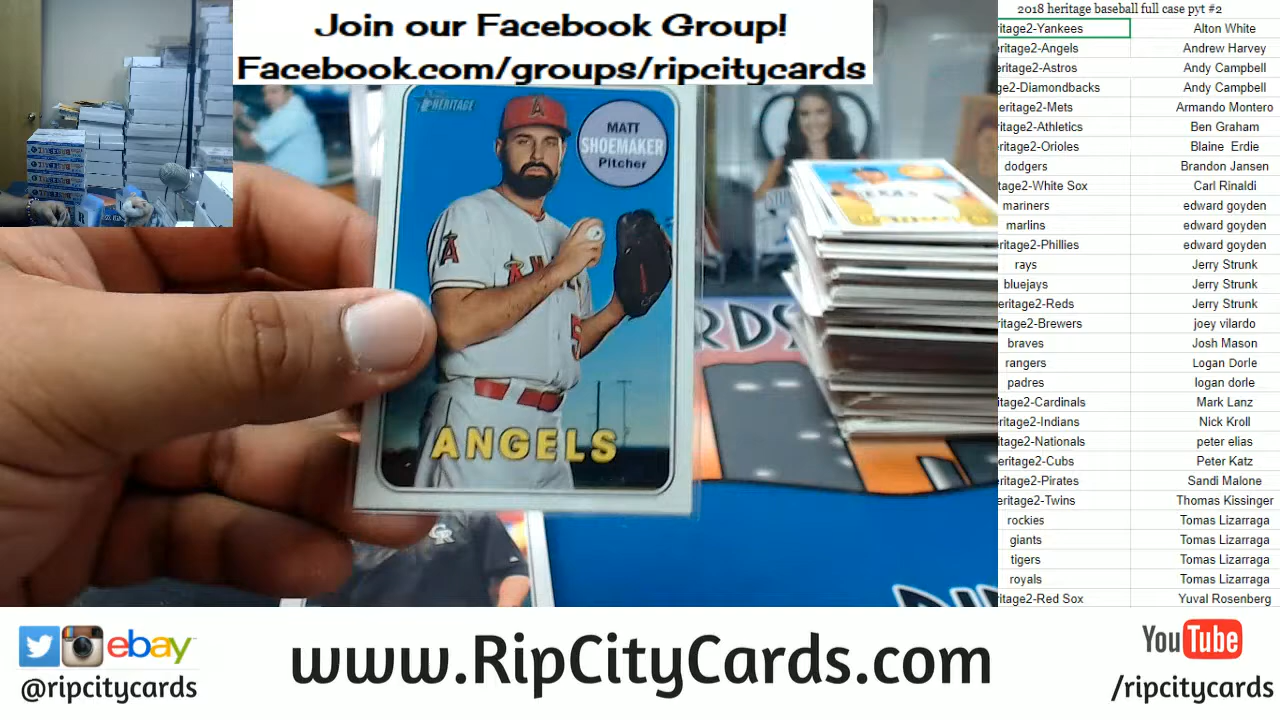 Join our Facebook Group!
Facebook.com/groups/ripcitycards
HERITAGE
MATT
SHOEMAKER
Pitcher
ANGELS
2018 heritage baseball full case pyt #2
ritage2-Yankees Alton White
eritage2-Angels Andrew Harvey
eritage2-Astros Andy Campbell
ge2-Diamondbacks Andy Campbell
eritage2-Mets Armando Montero
eritage2-Athletics Ben Graham
eritage2-Orioles Blaine Erdie
dodgers Brandon Jansen
tage2-White Sox Carl Rinaldi
mariners edward goyden
marlins edward goyden
ritage2-Phillies edward goyden
rays Jerry Strunk
bluejays Jerry Strunk
eritage2-Reds Jerry Strunk
ritage2-Brewers joey vilardo
braves Josh Mason
rangers Logan Dorle
padres logan dorle
itage2-Cardinals Mark Lanz
ritage2-Indians Nick Kroll
itage2-Nationals peter elias
eritage2-Cubs Peter Katz
ritage2-Pirates Sandi Malone
ritage2-Twins Thomas Kissinger
rockies Tomas Lizarraga
giants Tomas Lizarraga
tigers Tomas Lizarraga
royals Tomas Lizarraga
itage2-Red Sox Yuval Rosenberg
ebay
@ripcitycards
www.RipCityCards.com
YouTube
/ripcitycards